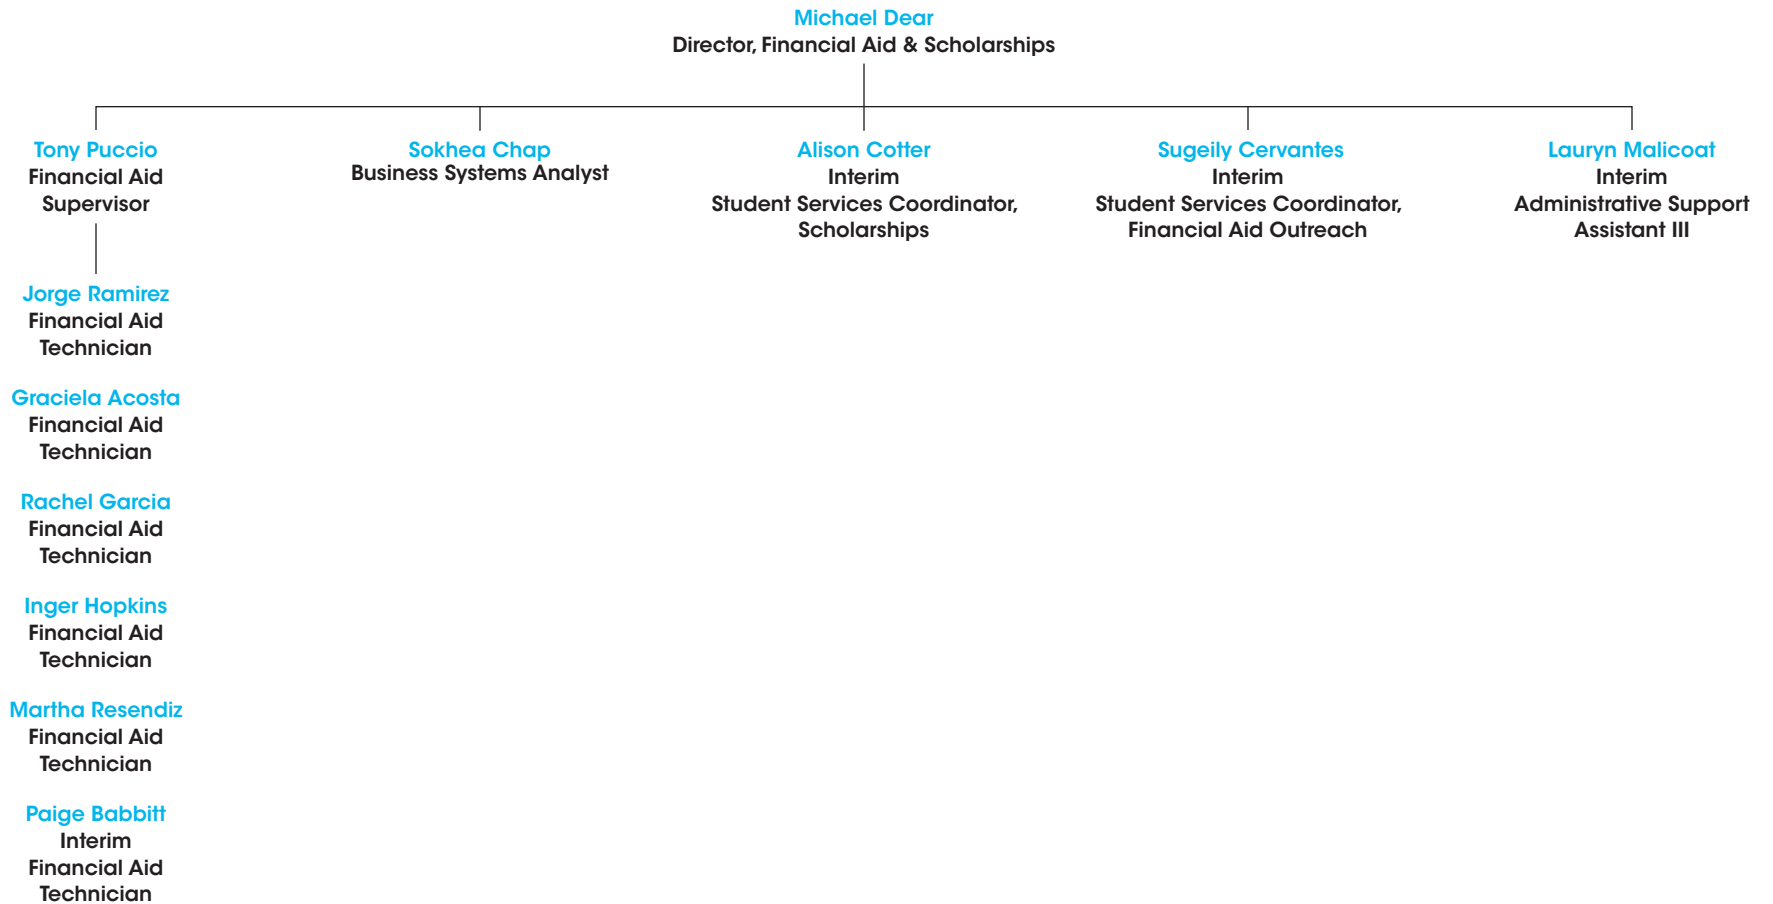 Michael Dear
Director, Financial Aid & Scholarships
Tony Puccio
Financial Aid
Supervisor
Sokhea Chap
Business Systems Analyst
Alison Cotter
Interim
Student Services Coordinator,
Scholarships
Sugeily Cervantes
Interim
Student Services Coordinator,
Financial Aid Outreach
Lauryn Malicoat
Interim
Administrative Support
Assistant III
Jorge Ramirez
Financial Aid
Technician
Graciela Acosta
Financial Aid
Technician
Rachel Garcia
Financial Aid
Technician
Inger Hopkins
Financial Aid
Technician
Martha Resendiz
Financial Aid
Technician
Paige Babbitt
Interim
Financial Aid
Technician